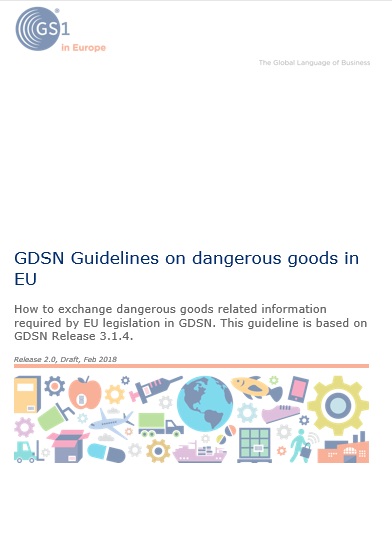 GS1
in Europe
The Global Language of Business
GDSN Guidelines on dangerous goods in
EU
How to exchange dangerous goods related information
required by EU legislation in GDSN. This guideline is based on
GDSN Release 3.1.4.
Release 2.0, Draft, Feb 2018